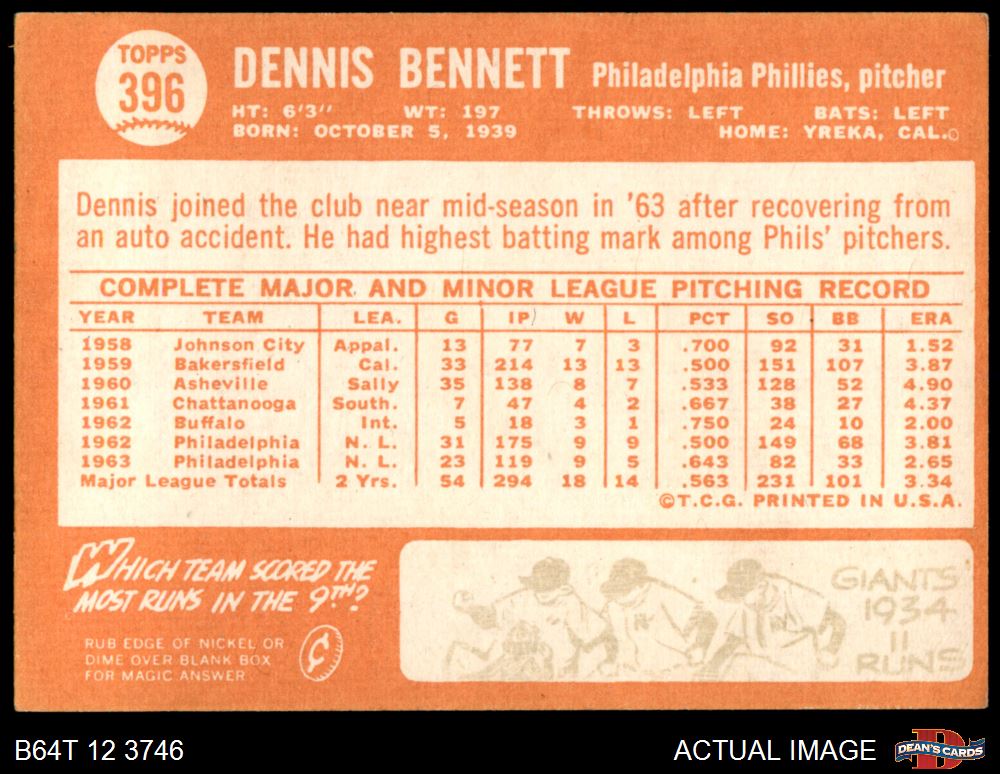 TOPPS
396
DENNIS BENNETT Philadelphia Phillies, pitcher
HT: 6'3" WT: 197 THROWS: LEFT BATS: LEFT
BORN: OCTOBER 5, 1939 HOME: YREKA, CAL.
Dennis joined the club near mid-season in '63 after recovering from
an auto accident. He had highest batting mark among Phils' pitchers.
COMPLETE MAJOR AND MINOR LEAGUE PITCHING RECORD
YEAR TEAM LEA. G IP W L PCT SO BB ERA
1958 Johnson City Appal. 13 77 7 3 .700 92 31 1.52
1959 Bakersfield Cal. 33 214 13 13 .500 151 107 3.87
1960 Asheville Sally 35 138 8 7 .533 128 52 4.90
1961 Chattanooga South. 7 47 4 2 .667 38 27 4.37
1962 Buffalo Int. 5 18 3 1 .750 24 10 2.00
1962 Philadelphia N. L. 31 175 9 9 .500 149 68 3.81
1963 Philadelphia N. L. 23 119 9 5 .643 82 33 2.65
Major League Totals 2 Yrs. 54 294 18 14 .563 231 101 3.34
©T.C.G. PRINTED IN U.S.A.
WHICH TEAM SCORED THE
MOST RUNS IN THE 9TH?
RUB EDGE OF NICKEL OR
DIME OVER BLANK BOX
FOR MAGIC ANSWER
¢
GIANTS
1934
11
RUNS
B64T 12 3746 ACTUAL IMAGE DEAN'S CARDS